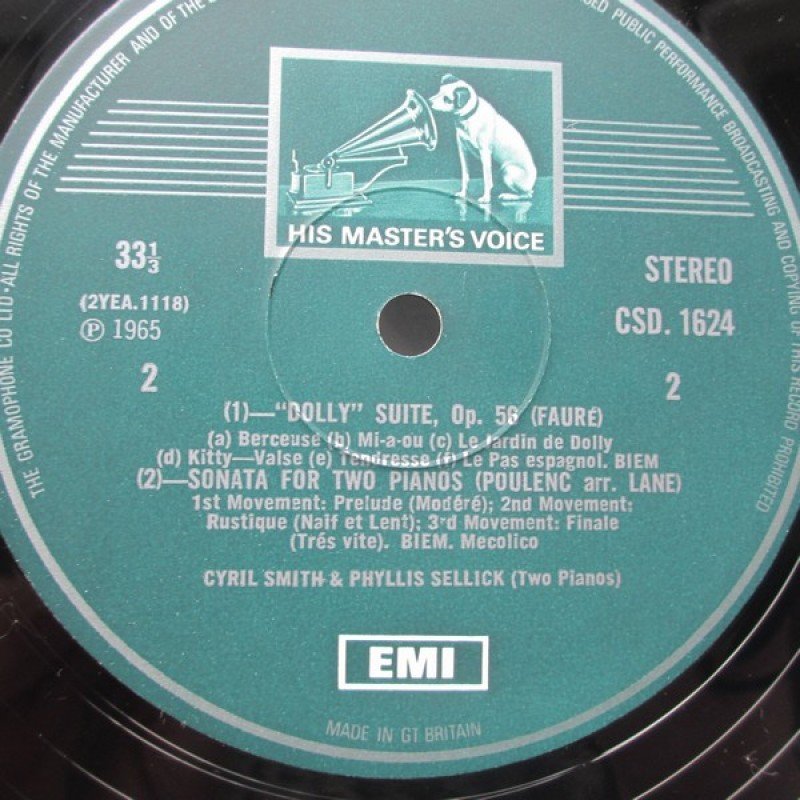 THE GRAMOPHONE CO LTD·ALL RIGHTS OF THE MANUFACTURER AND OF THE
PUBLIC PERFORMANCE BROADCASTING AND COPYING OF THIS RECORD PROHIBITED
HIS MASTER'S VOICE
33⅓
STEREO
(2YEA.1118)
CSD. 1624
℗ 1965
2
2
(1)—"DOLLY" SUITE, Op. 56 (FAURÉ)
(a) Berceuse (b) Mi-a-ou (c) Le Jardin de Dolly
(d) Kitty—Valse (e) Tendresse (f) Le Pas espagnol. BIEM
(2)—SONATA FOR TWO PIANOS (POULENC arr. LANE)
1st Movement: Prelude (Modéré); 2nd Movement:
Rustique (Naif et Lent); 3rd Movement: Finale
(Trés vite). BIEM. Mecolico
CYRIL SMITH & PHYLLIS SELLICK (Two Pianos)
EMI
MADE IN GT BRITAIN